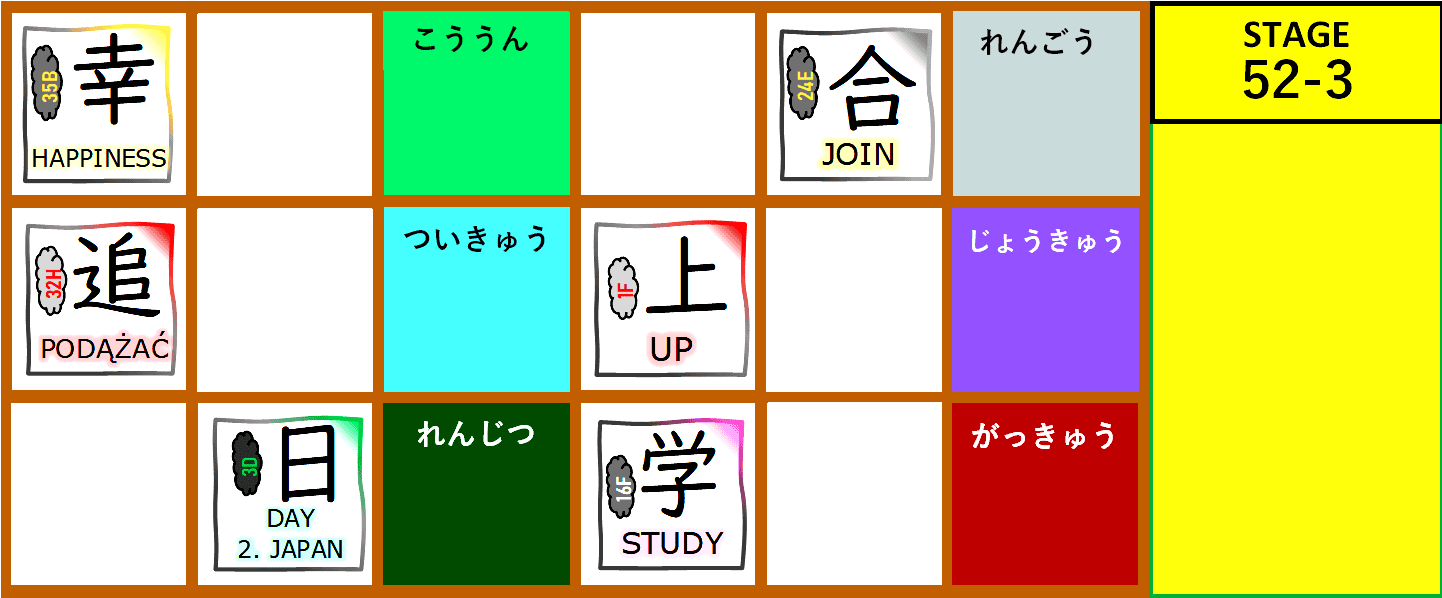 35B
幸
HAPPINESS
こううん
24E
合
JOIN
れんごう
STAGE
52-3
32H
追
PODĄŻAĆ
ついきゅう
1F
上
UP
じょうきゅう
3D
日
DAY
2. JAPAN
れんじつ
16F
学
STUDY
がっきゅう